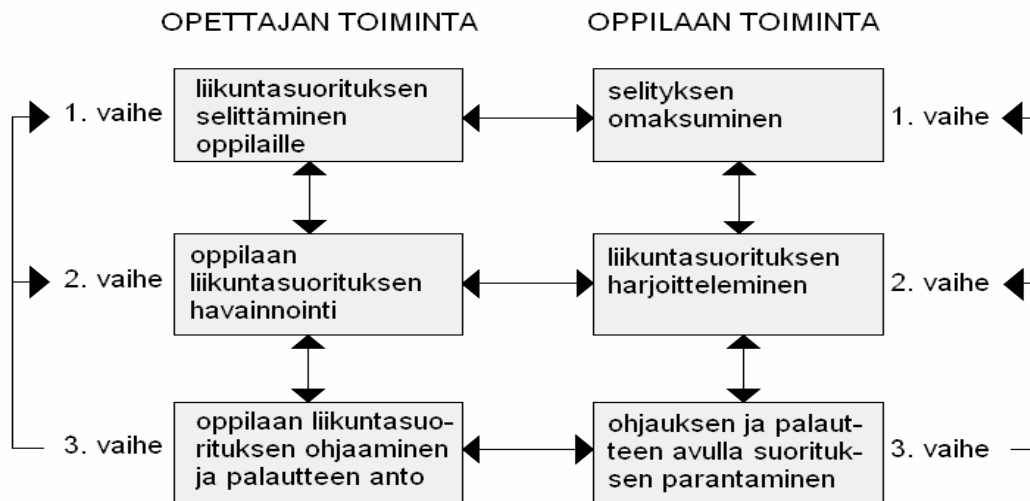 OPETTAJAN TOIMINTA
OPPILAAN TOIMINTA
1. vaihe
liikuntasuorituksen
selittäminen
oppilaille
selityksen
omaksuminen
1. vaihe
2. vaihe
oppilaan
liikuntasuorituksen
havainnointi
liikuntasuorituksen
harjoitteleminen
2. vaihe
3. vaihe
oppilaan liikuntasuo-
rituksen ohjaaminen
ja palautteen anto
ohjauksen ja palaut-
teen avulla suorituk-
sen parantaminen
3. vaihe